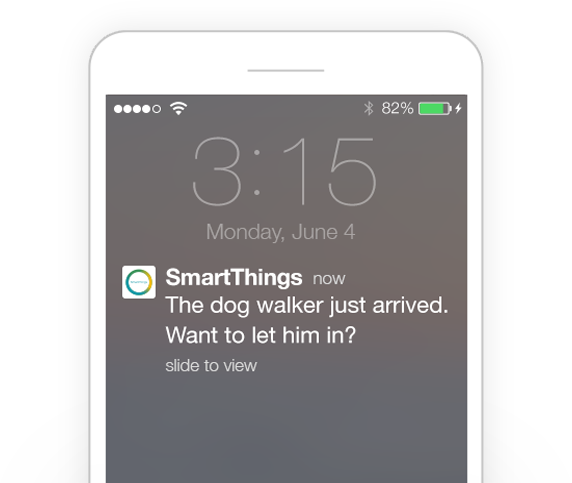 82%
3:15
Monday, June 4
SmartThings now
The dog walker just arrived.
Want to let him in?
slide to view